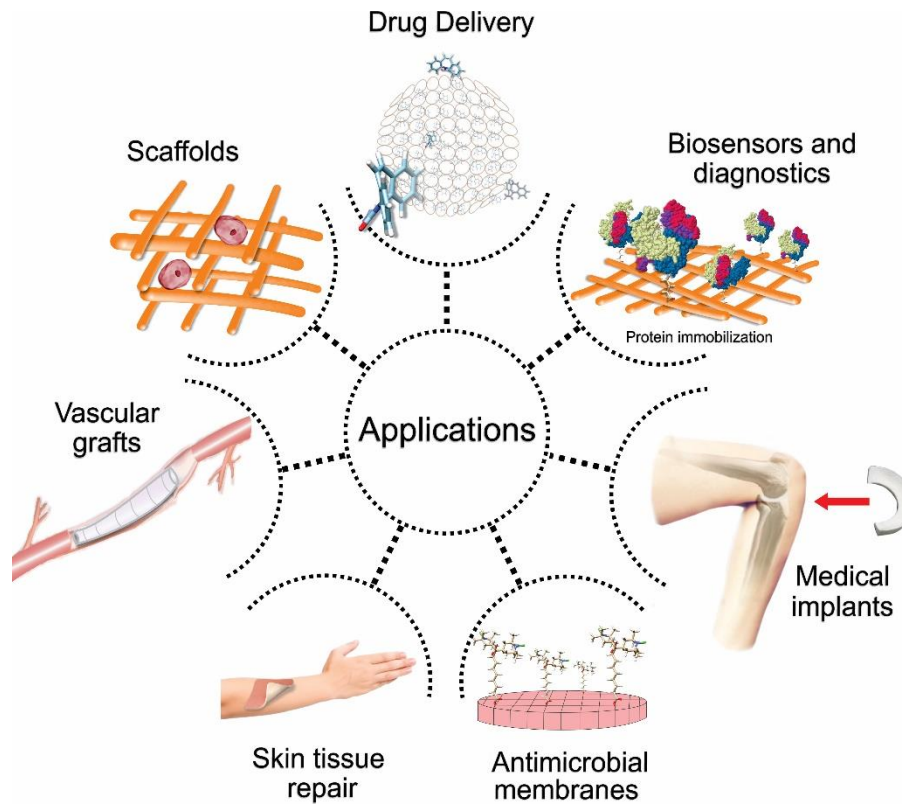 Drug Delivery
Scaffolds
Biosensors and
diagnostics
Protein immobilization
Vascular
grafts
Applications
Medical
implants
Skin tissue
repair
Antimicrobial
membranes